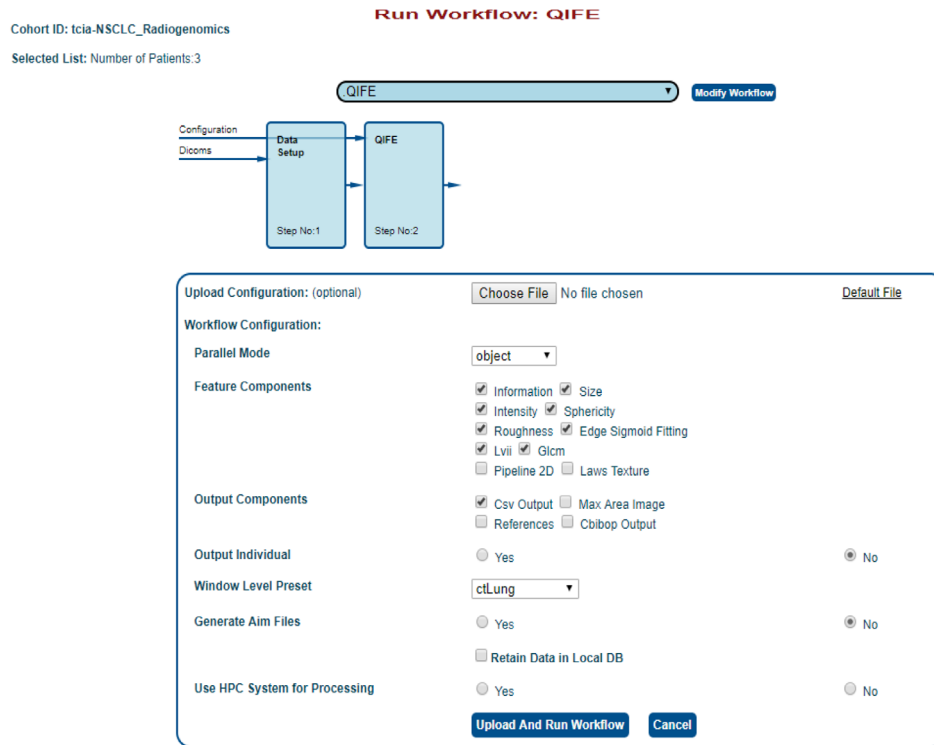 Run Workflow: QIFE
Cohort ID: tcia-NSCLC_Radiogenomics
Selected List: Number of Patients:3
.QIFE
Modify Workflow
Configuration
Dicoms
Data
Setup
Step No:1
QIFE
Step No:2
Upload Configuration: (optional) Choose File No file chosen Default File
Workflow Configuration:
Parallel Mode object
Feature Components
Information Size
Intensity Sphericity
Roughness Edge Sigmoid Fitting
Lvii Glcm
Pipeline 2D Laws Texture
Output Components
Csv Output Max Area Image
References Cbibop Output
Output Individual Yes No
Window Level Preset ctLung
Generate Aim Files Yes No
Retain Data in Local DB
Use HPC System for Processing Yes No
Upload And Run Workflow Cancel